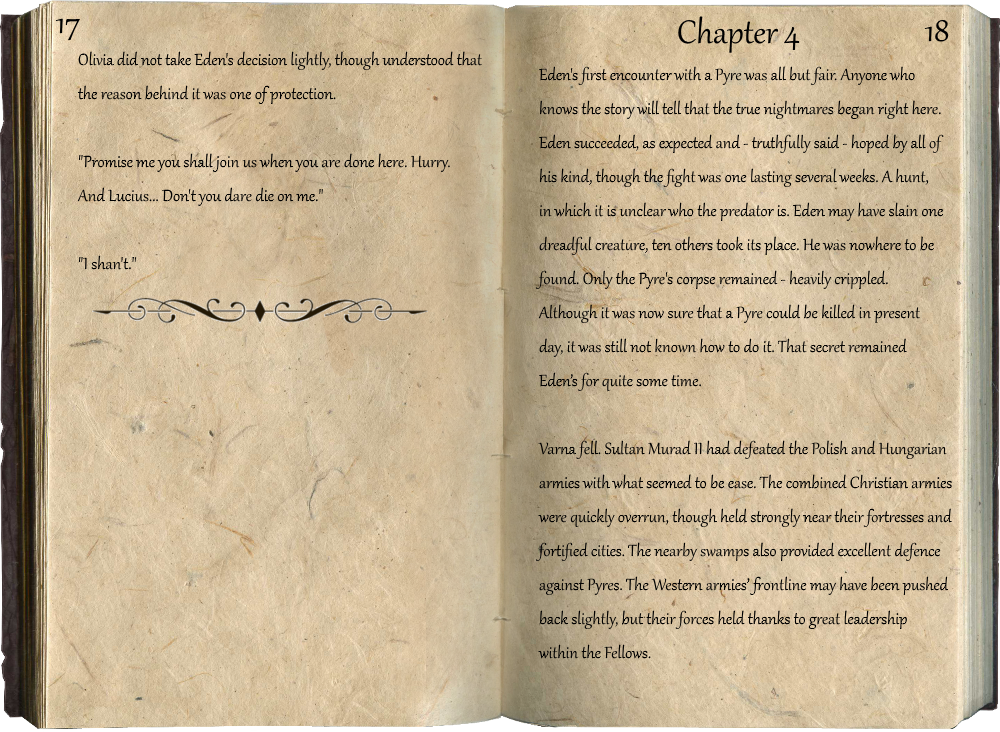 17
Olivia did not take Eden's decision lightly, though understood that
the reason behind it was one of protection.
"Promise me you shall join us when you are done here. Hurry.
And Lucius... Don't you dare die on me."
"I shan't."
Chapter 4
18
Eden's first encounter with a Pyre was all but fair. Anyone who
knows the story will tell that the true nightmares began right here.
Eden succeeded, as expected and - truthfully said - hoped by all of
his kind, though the fight was one lasting several weeks. A hunt,
in which it is unclear who the predator is. Eden may have slain one
dreadful creature, ten others took its place. He was nowhere to be
found. Only the Pyre's corpse remained - heavily crippled.
Although it was now sure that a Pyre could be killed in present
day, it was still not known how to do it. That secret remained
Eden's for quite some time.
Varna fell. Sultan Murad II had defeated the Polish and Hungarian
armies with what seemed to be ease. The combined Christian armies
were quickly overrun, though held strongly near their fortresses and
fortified cities. The nearby swamps also provided excellent defence
against Pyres. The Western armies' frontline may have been pushed
back slightly, but their forces held thanks to great leadership
within the Fellows.